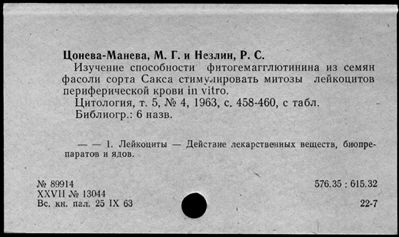 Цонева-Манева, М. Г. и Незлин, Р. С.
Изучение способности фитогемагглютинина из семян
фасоли сорта Сакса стимулировать митозы лейкоцитов
периферической крови in vitro.
Цитология, т. 5, № 4, 1963, с. 458-460, с табл.
Библиогр.: 6 назв.
— — 1. Лейкоциты — Действие лекарственных веществ, биопре-
паратов и ядов.
№ 89914 576.35 : 615.32
XXVII № 13044
Вс. кн. пал. 25 IX 63 22-7